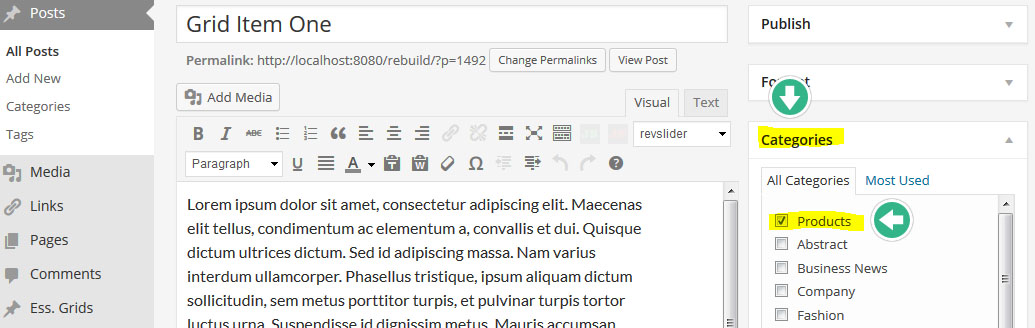 Posts
All Posts
Add New
Categories
Tags
Media
Links
Pages
Comments
Ess. Grids
Grid Item One
Permalink: http://localhost:8080/rebuild/?p=1492 Change Permalinks View Post
Add Media
Visual Text
B I ABC revslider
Paragraph U A T W Ω ?
Lorem ipsum dolor sit amet, consectetur adipiscing elit. Maecenas
elit tellus, condimentum ac elementum a, convallis et dui. Quisque
dictum ultrices dictum. Sed id adipiscing massa. Nam varius
interdum ullamcorper. Phasellus tristique, ipsum aliquam dictum
sollicitudin, sem metus porttitor turpis, et pulvinar turpis tortor
luctus urna. Suspendisse id dignissim metus. Mauris accumsan
Publish
Categories
All Categories Most Used
Products
Abstract
Business News
Company
Fashion